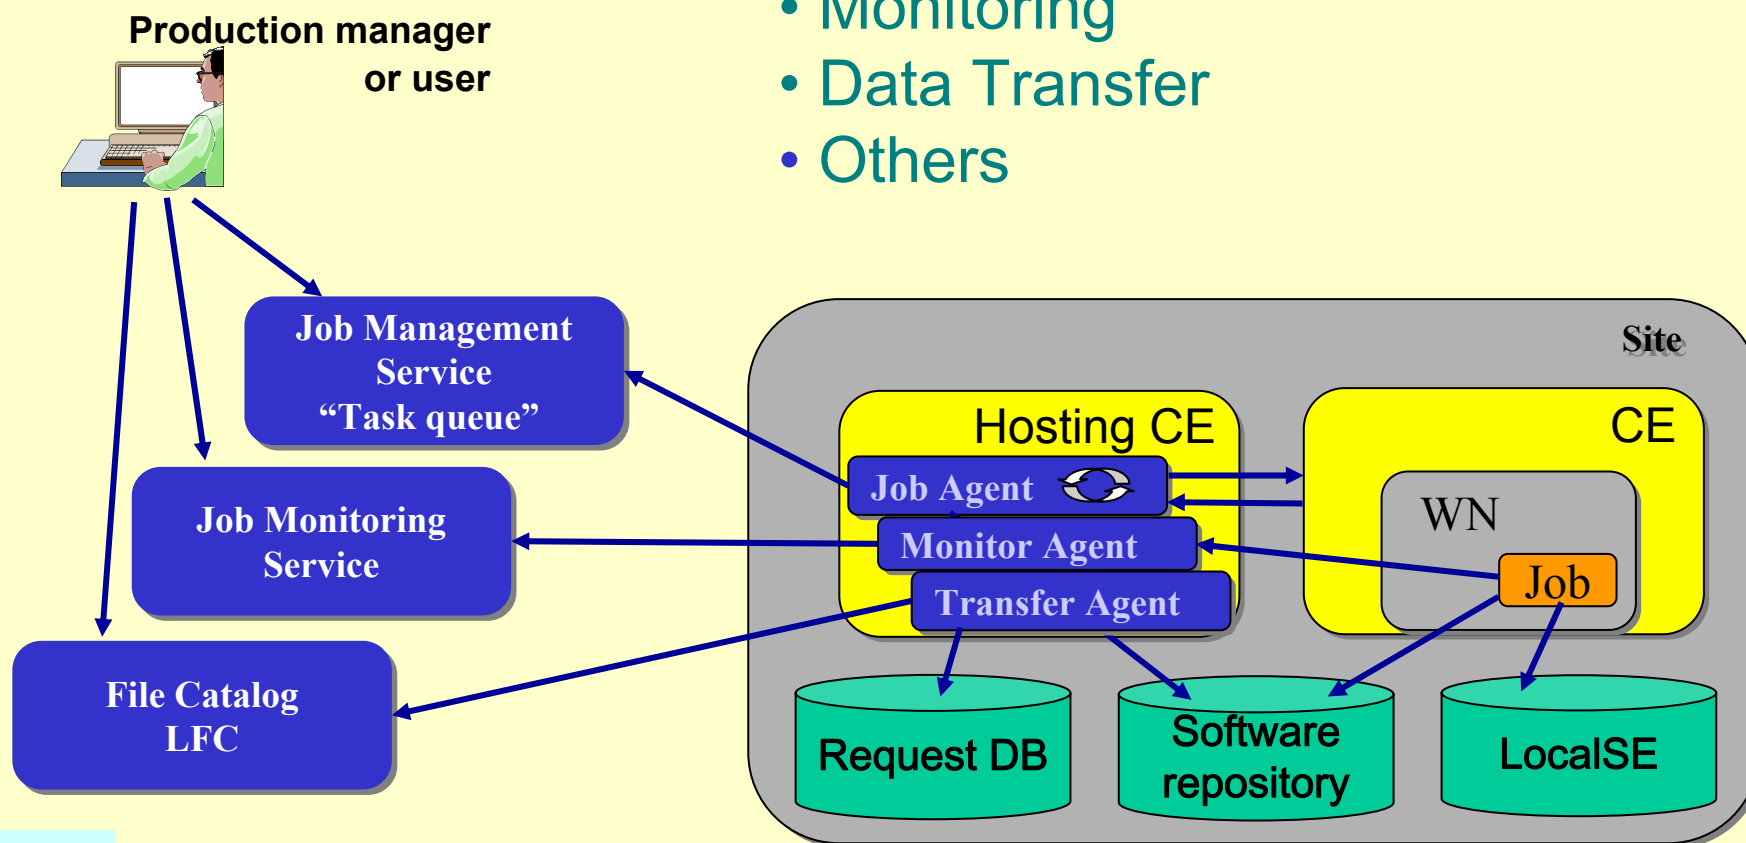 Production manager
or user
• Monitoring
• Data Transfer
• Others
Job Management
Service
“Task queue”
Job Monitoring
Service
File Catalog
LFC
Site
Hosting CE
Job Agent
Monitor Agent
Transfer Agent
CE
WN
Job
Request DB
Software
repository
LocalSE